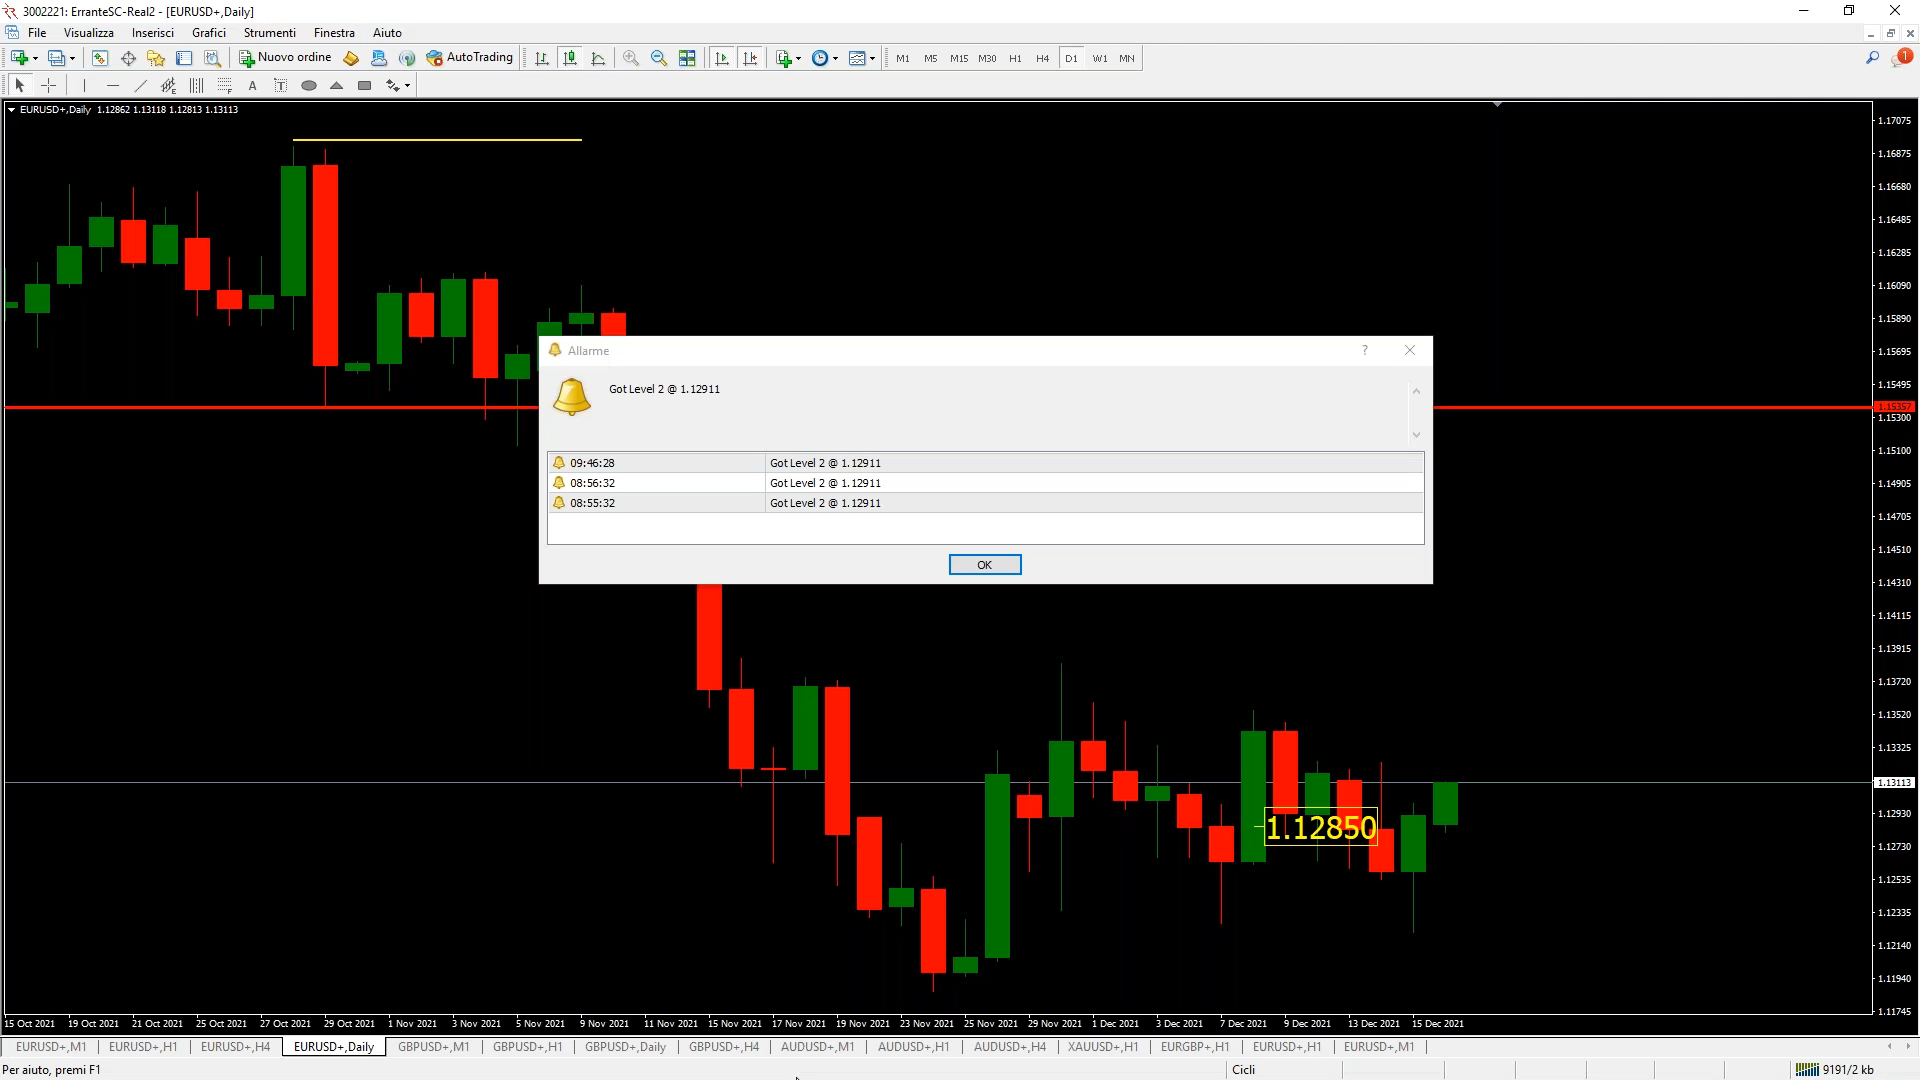 3002221: ErranteSC-Real2 - [EURUSD+,Daily]
File Visualizza Inserisci Grafici Strumenti Finestra Aiuto
Nuovo ordine AutoTrading M1 M5 M15 M30 H1 H4 D1 W1 MN 1
A T F
EURUSD+,Daily 1.12862 1.13118 1.12813 1.13113
1.17075
1.16875
1.16680
1.16485
1.16285
1.16090
1.15890
1.15695
1.15495
1.15357
1.15300
1.15100
1.14905
1.14705
1.14510
1.14310
1.14115
1.13915
1.13720
1.13520
1.13325
1.13113
1.12930
1.12730
1.12535
1.12335
1.12140
1.11940
1.11745
Allarme ?
Got Level 2 @ 1.12911
09:46:28 Got Level 2 @ 1.12911
08:56:32 Got Level 2 @ 1.12911
08:55:32 Got Level 2 @ 1.12911
OK
1.12850
15 Oct 2021 19 Oct 2021 21 Oct 2021 25 Oct 2021 27 Oct 2021 29 Oct 2021 1 Nov 2021 3 Nov 2021 5 Nov 2021 9 Nov 2021 11 Nov 2021 15 Nov 2021 17 Nov 2021 19 Nov 2021 23 Nov 2021 25 Nov 2021 29 Nov 2021 1 Dec 2021 3 Dec 2021 7 Dec 2021 9 Dec 2021 13 Dec 2021 15 Dec 2021
EURUSD+,M1 EURUSD+,H1 EURUSD+,H4 EURUSD+,Daily GBPUSD+,M1 GBPUSD+,H1 GBPUSD+,Daily GBPUSD+,H4 AUDUSD+,M1 AUDUSD+,H1 AUDUSD+,H4 XAUUSD+,H1 EURGBP+,H1 EURUSD+,H1 EURUSD+,M1
Per aiuto, premi F1 Cicli 9191/2 kb